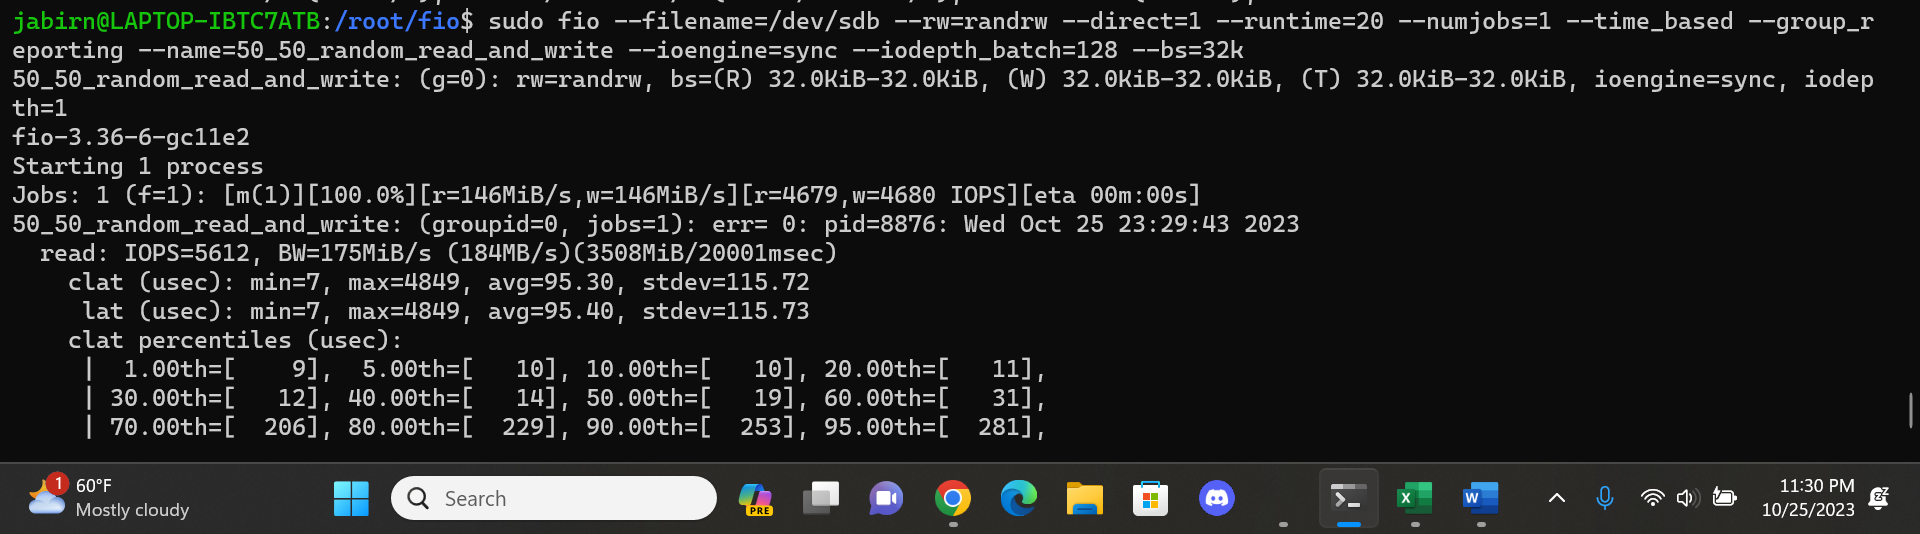 jabirn@LAPTOP-IBTC7ATB:/root/fio$ sudo fio --filename=/dev/sdb --rw=randrw --direct=1 --runtime=20 --numjobs=1 --time_based --group_r
eporting --name=50_50_random_read_and_write --ioengine=sync --iodepth_batch=128 --bs=32k
50_50_random_read_and_write: (g=0): rw=randrw, bs=(R) 32.0KiB-32.0KiB, (W) 32.0KiB-32.0KiB, (T) 32.0KiB-32.0KiB, ioengine=sync, iodep
th=1
fio-3.36-6-gc11e2
Starting 1 process
Jobs: 1 (f=1): [m(1)][100.0%][r=146MiB/s,w=146MiB/s][r=4679,w=4680 IOPS][eta 00m:00s]
50_50_random_read_and_write: (groupid=0, jobs=1): err= 0: pid=8876: Wed Oct 25 23:29:43 2023
  read: IOPS=5612, BW=175MiB/s (184MB/s)(3508MiB/20001msec)
    clat (usec): min=7, max=4849, avg=95.30, stdev=115.72
     lat (usec): min=7, max=4849, avg=95.40, stdev=115.73
    clat percentiles (usec):
     |  1.00th=[    9],  5.00th=[   10], 10.00th=[   10], 20.00th=[   11],
     | 30.00th=[   12], 40.00th=[   14], 50.00th=[   19], 60.00th=[   31],
     | 70.00th=[  206], 80.00th=[  229], 90.00th=[  253], 95.00th=[  281],
1
60°F
Mostly cloudy
Search
PRE
X
W
11:30 PM
10/25/2023